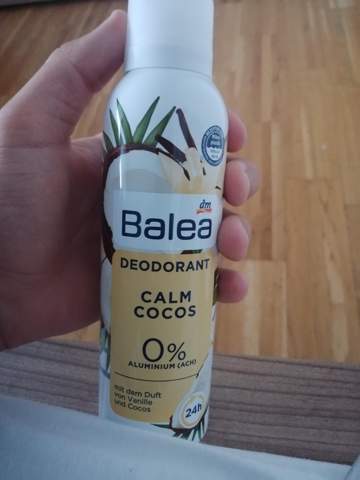 dm
Balea
DEODORANT
CALM
COCOS
0%
ALUMINIUM (ACH)
mit dem Duft
von Vanille
und Cocos
24h